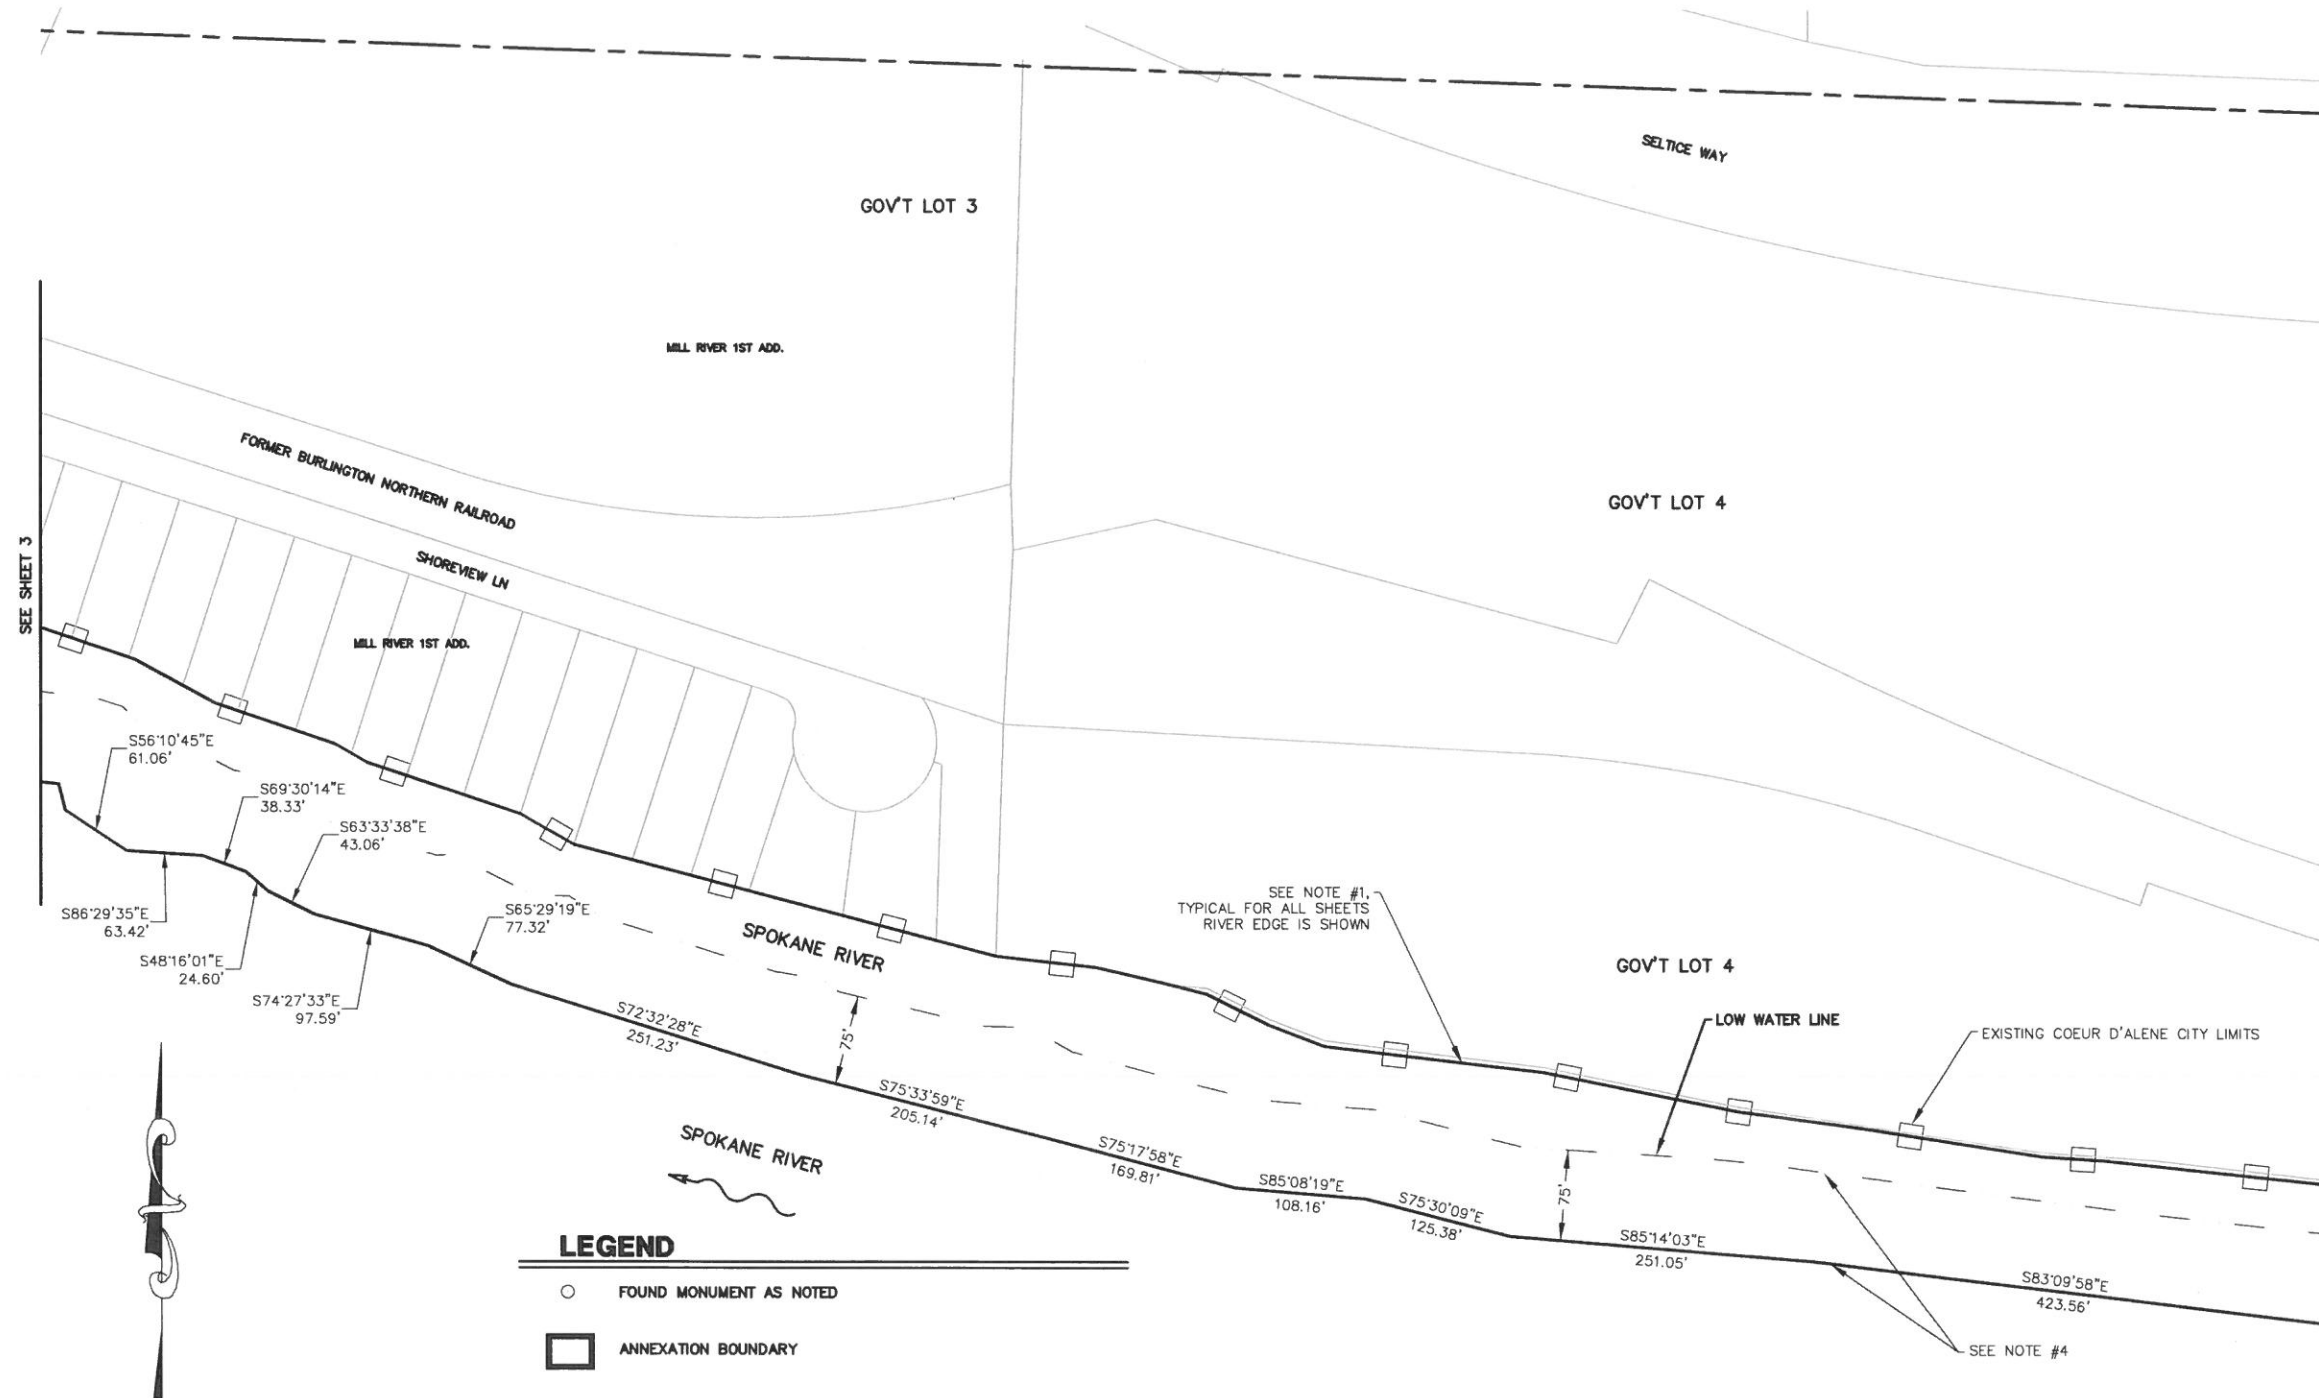 SELTICE WAY
GOV'T LOT 3
MILL RIVER 1ST ADD.
FORMER BURLINGTON NORTHERN RAILROAD
GOV'T LOT 4
SHOREVIEW LN
SEE SHEET 3
MILL RIVER 1ST ADD.
S56°10'45"E
61.06'
S69°30'14"E
38.33'
S63°33'38"E
43.06'
S86°29'35"E
63.42'
S48°16'01"E
24.60'
S74°27'33"E
97.59'
S65°29'19"E
77.32'
SPOKANE RIVER
SEE NOTE #1,
TYPICAL FOR ALL SHEETS
RIVER EDGE IS SHOWN
GOV'T LOT 4
LOW WATER LINE
EXISTING COEUR D'ALENE CITY LIMITS
S72°32'28"E
251.23'
75'
S75°33'59"E
205.14'
S75°17'58"E
169.81'
S85°08'19"E
108.16'
S75°30'09"E
125.38'
75'
S85°14'03"E
251.05'
S83°09'58"E
423.56'
SEE NOTE #4
SPOKANE RIVER
LEGEND
FOUND MONUMENT AS NOTED
ANNEXATION BOUNDARY